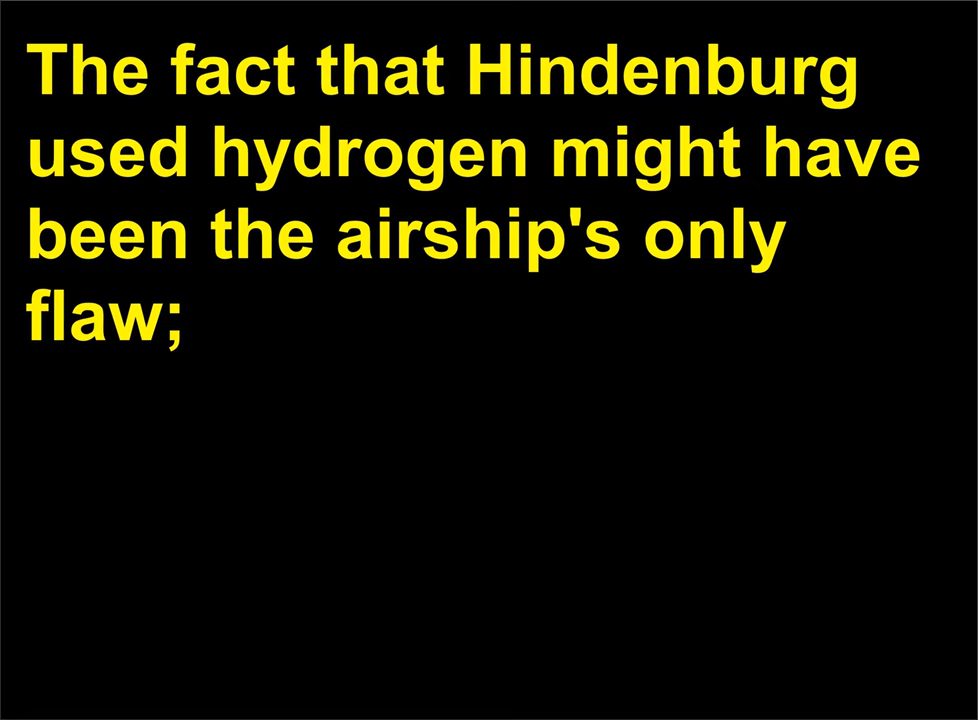 The fact that Hindenburg
used hydrogen might have
been the airship's only
flaw;